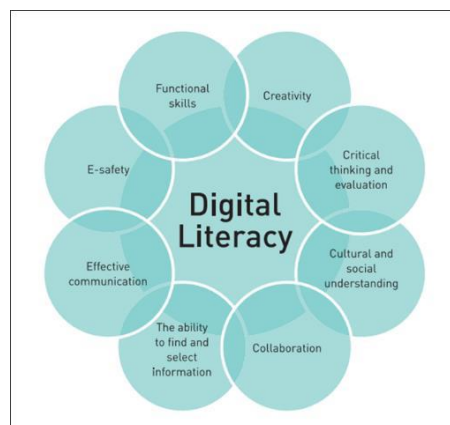 Functional
skills
Creativity
Critical
thinking and
evaluation
Cultural and
social
understanding
Collaboration
The ability
to find and
select
Information
Effective
communication
E-safety
Digital
Literacy